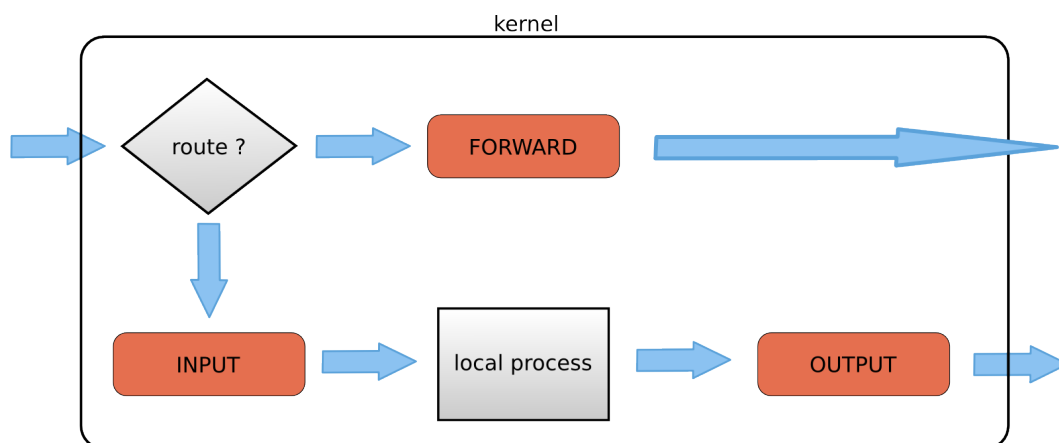 kernel
route ?
FORWARD
INPUT
local process
OUTPUT